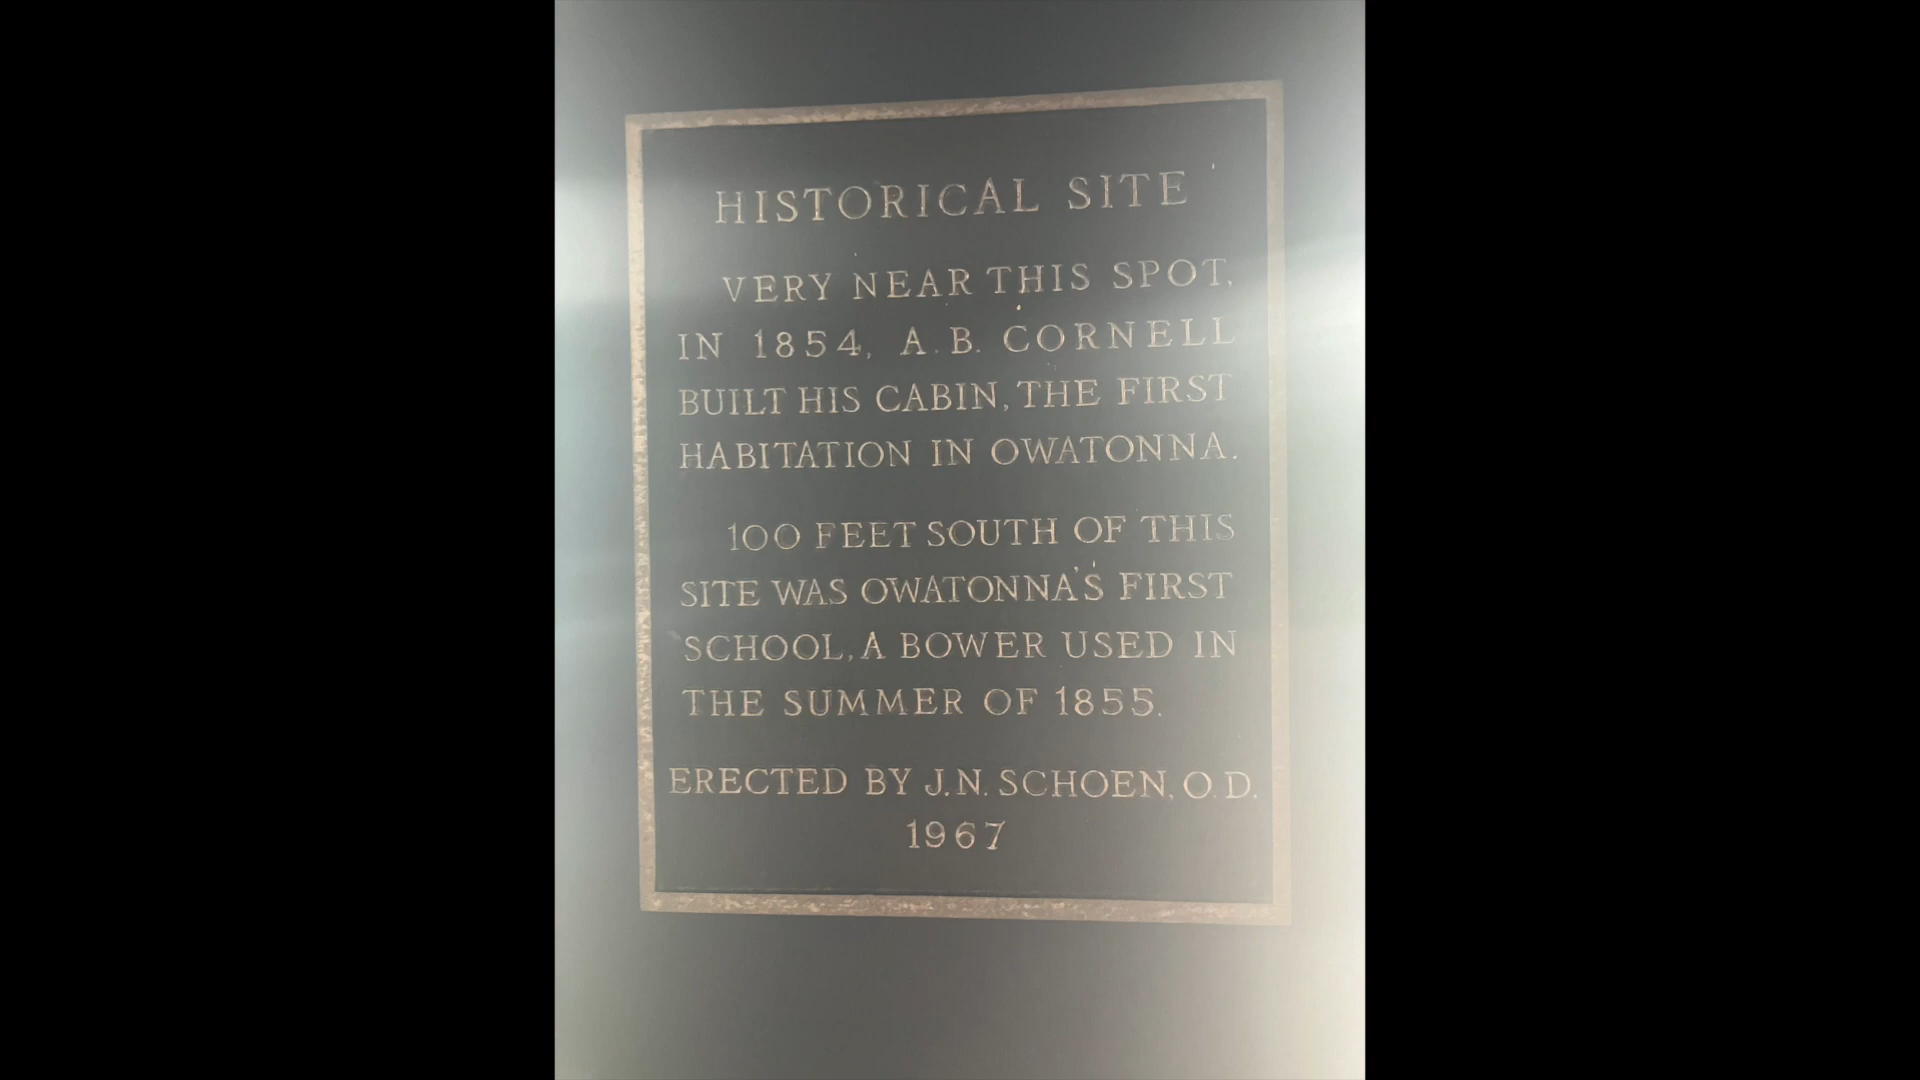 HISTORICAL SITE
VERY NEAR THIS SPOT,
IN 1854, A.B. CORNELL
BUILT HIS CABIN, THE FIRST
HABITATION IN OWATONNA.
100 FEET SOUTH OF THIS
SITE WAS OWATONNA'S FIRST
SCHOOL, A BOWER USED IN
THE SUMMER OF 1855.
ERECTED BY J.N. SCHOEN, O.D.
1967